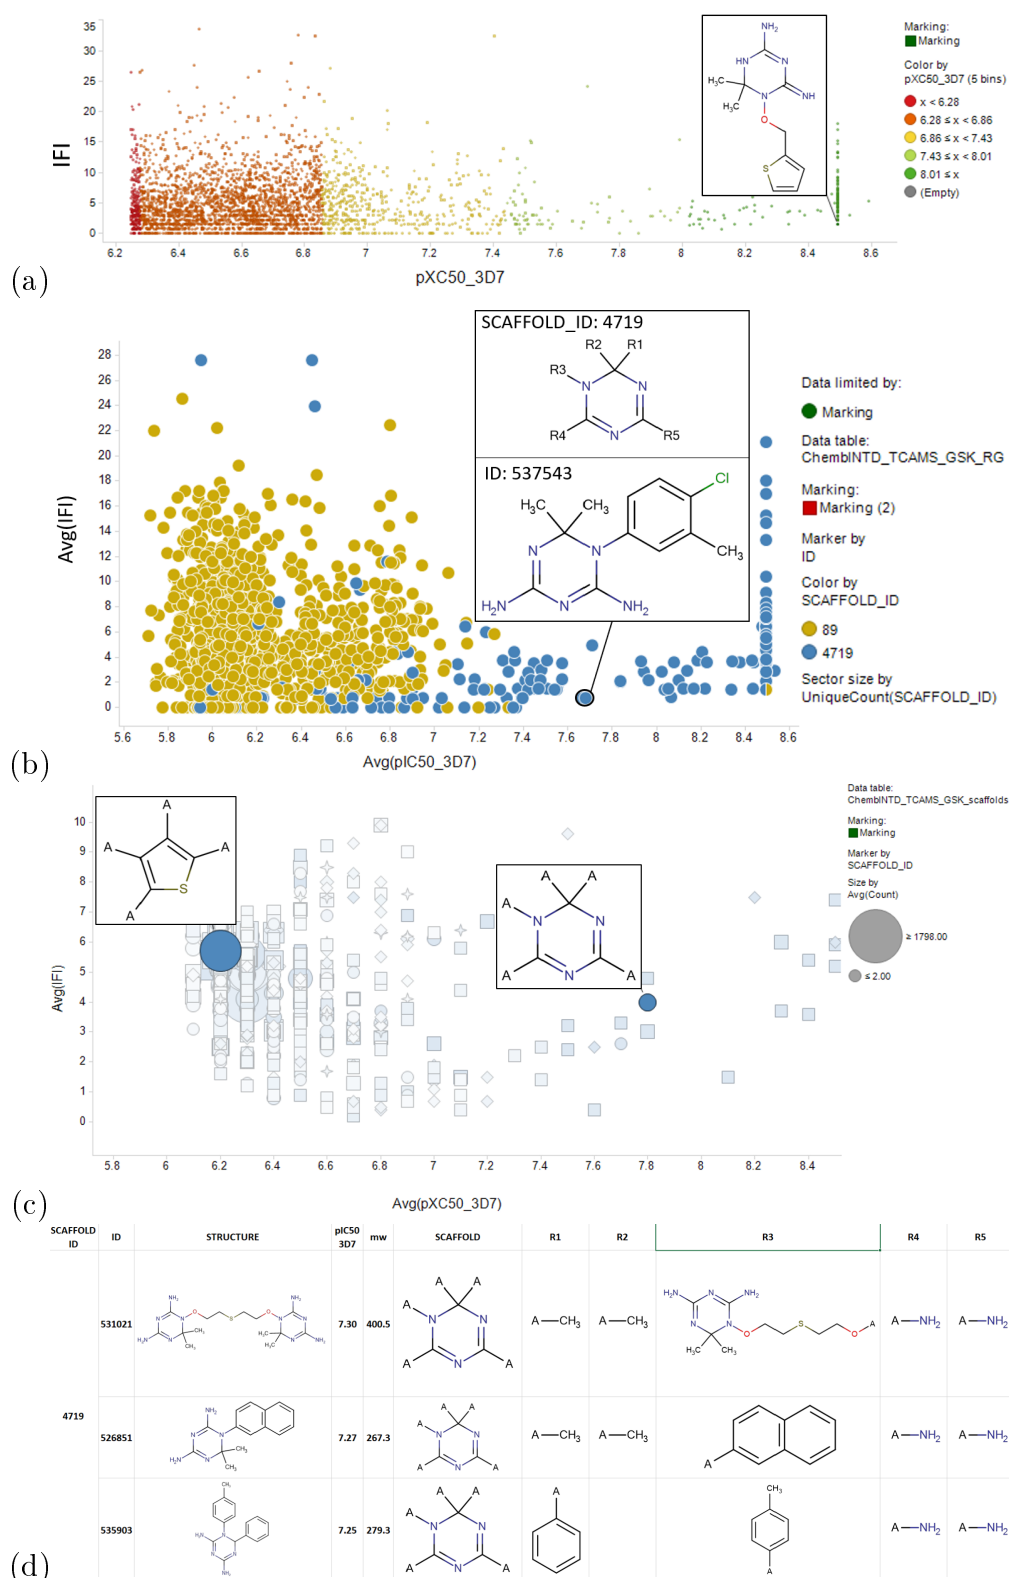 35
30
25
20
15
10
5
0
IFI
6.2 6.4 6.6 6.8 7 7.2 7.4 7.6 7.8 8 8.2 8.4 8.6
pXC50_3D7
NH2
HN N
H3C
H3C
N NH
O
S
Marking:
Marking
Color by
pXC50_3D7 (5 bins)
x < 6.28
6.28 ≤ x < 6.86
6.86 ≤ x < 7.43
7.43 ≤ x < 8.01
8.01 ≤ x
(Empty)
(a)
28
26
24
22
20
18
16
14
12
10
8
6
4
2
0
Avg(IFI)
5.6 5.8 6 6.2 6.4 6.6 6.8 7 7.2 7.4 7.6 7.8 8 8.2 8.4 8.6
Avg(pIC50_3D7)
SCAFFOLD_ID: 4719
R2 R1
R3
N N
R4 N R5
ID: 537543
Cl
H3C CH3
N N CH3
H2N N NH2
Data limited by:
Marking
Data table:
ChemblNTD_TCAMS_GSK_RG
Marking:
Marking (2)
Marker by
ID
Color by
SCAFFOLD_ID
89
4719
Sector size by
UniqueCount(SCAFFOLD_ID)
(b)
10
9
8
7
6
5
4
3
2
1
0
Avg(IFI)
5.8 6 6.2 6.4 6.6 6.8 7 7.2 7.4 7.6 7.8 8 8.2 8.4
Avg(pXC50_3D7)
A
A A
S
A
A A
A
N N
A N A
Data table:
ChemblNTD_TCAMS_GSK_scaffolds
Marking:
Marking
Marker by
SCAFFOLD_ID
Size by
Avg(Count)
≥ 1798.00
≤ 2.00
(c)
SCAFFOLD ID STRUCTURE pIC50 mw SCAFFOLD R1 R2 R3 R4 R5
ID 3D7
4719
531021 7.30 400.5 A—CH3 A—CH3 A—NH2 A—NH2
526851 7.27 267.3 A—CH3 A—CH3 A—NH2 A—NH2
535903 7.25 279.3 A—NH2 A—NH2
(d)